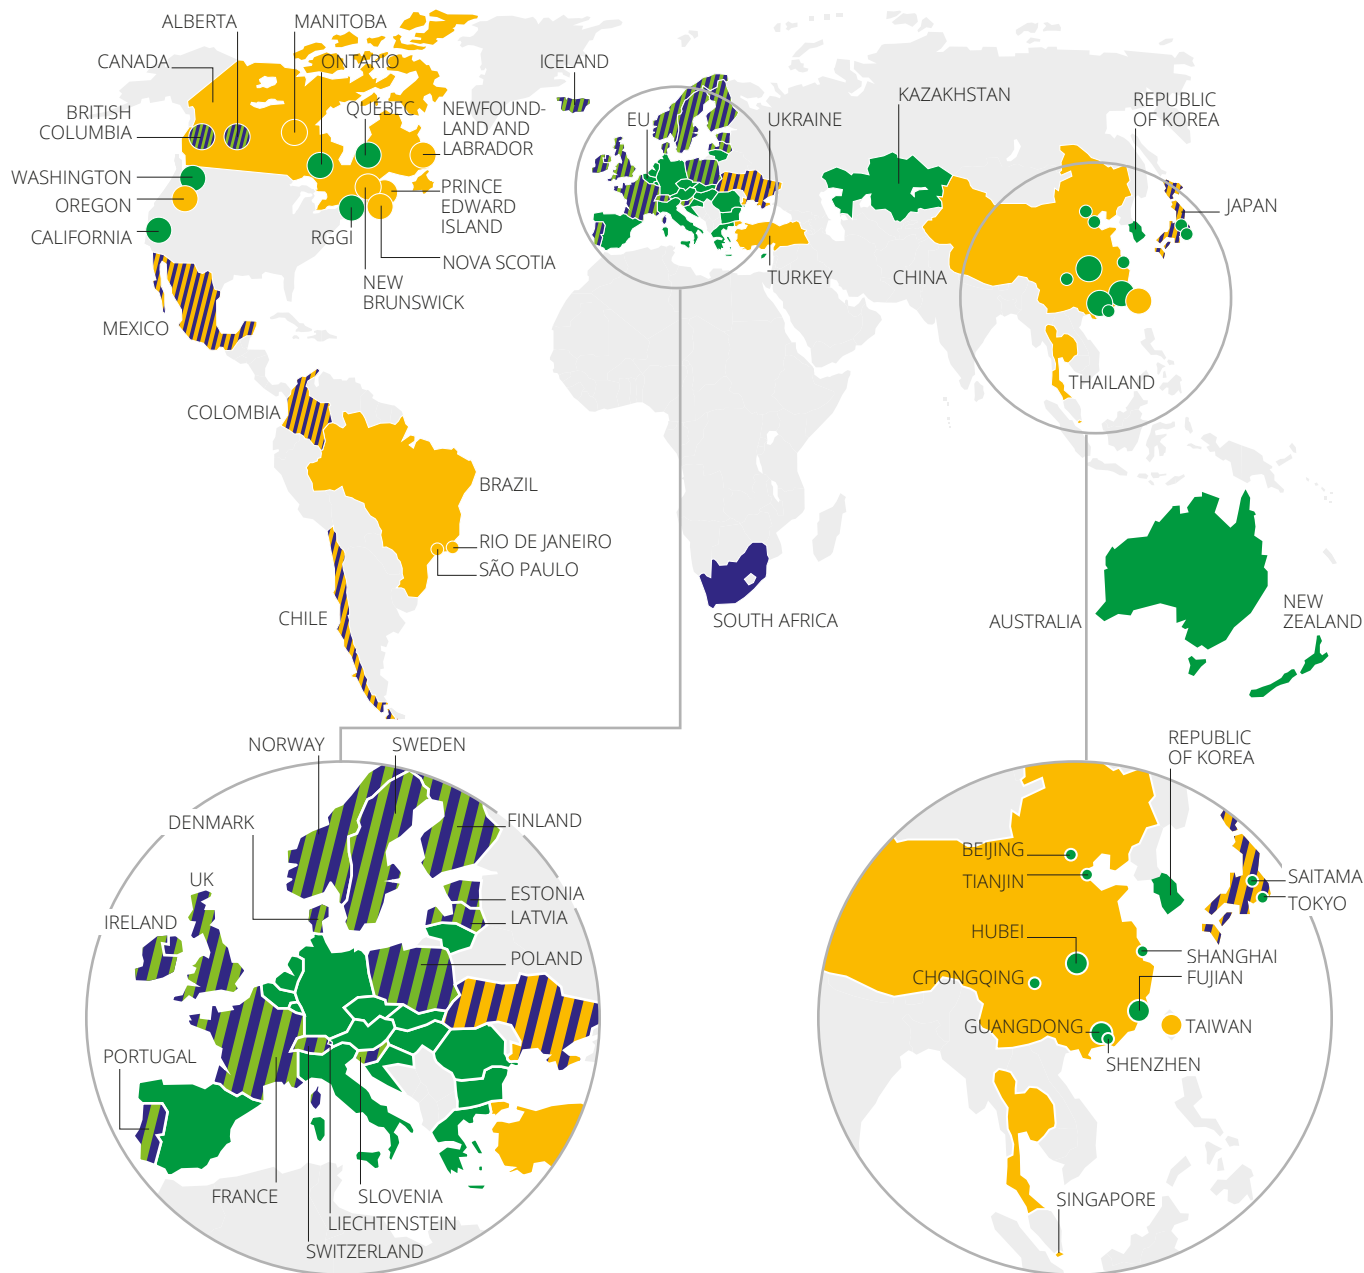 ALBERTA
MANITOBA
CANADA
ONTARIO
ICELAND
BRITISH
COLUMBIA
QUÉBEC
NEWFOUND-
LAND AND
LABRADOR
EU
UKRAINE
KAZAKHSTAN
REPUBLIC
OF KOREA
WASHINGTON
OREGON
CALIFORNIA
PRINCE
EDWARD
ISLAND
RGGI
NOVA SCOTIA
NEW
BRUNSWICK
JAPAN
TURKEY
CHINA
MEXICO
THAILAND
COLOMBIA
BRAZIL
RIO DE JANEIRO
SÃO PAULO
CHILE
SOUTH AFRICA
AUSTRALIA
NEW
ZEALAND
NORWAY
SWEDEN
DENMARK
FINLAND
UK
ESTONIA
IRELAND
LATVIA
POLAND
PORTUGAL
FRANCE
SLOVENIA
LIECHTENSTEIN
SWITZERLAND
REPUBLIC
OF KOREA
BEIJING
TIANJIN
SAITAMA
TOKYO
HUBEI
SHANGHAI
CHONGQING
FUJIAN
GUANGDONG
TAIWAN
SHENZHEN
SINGAPORE